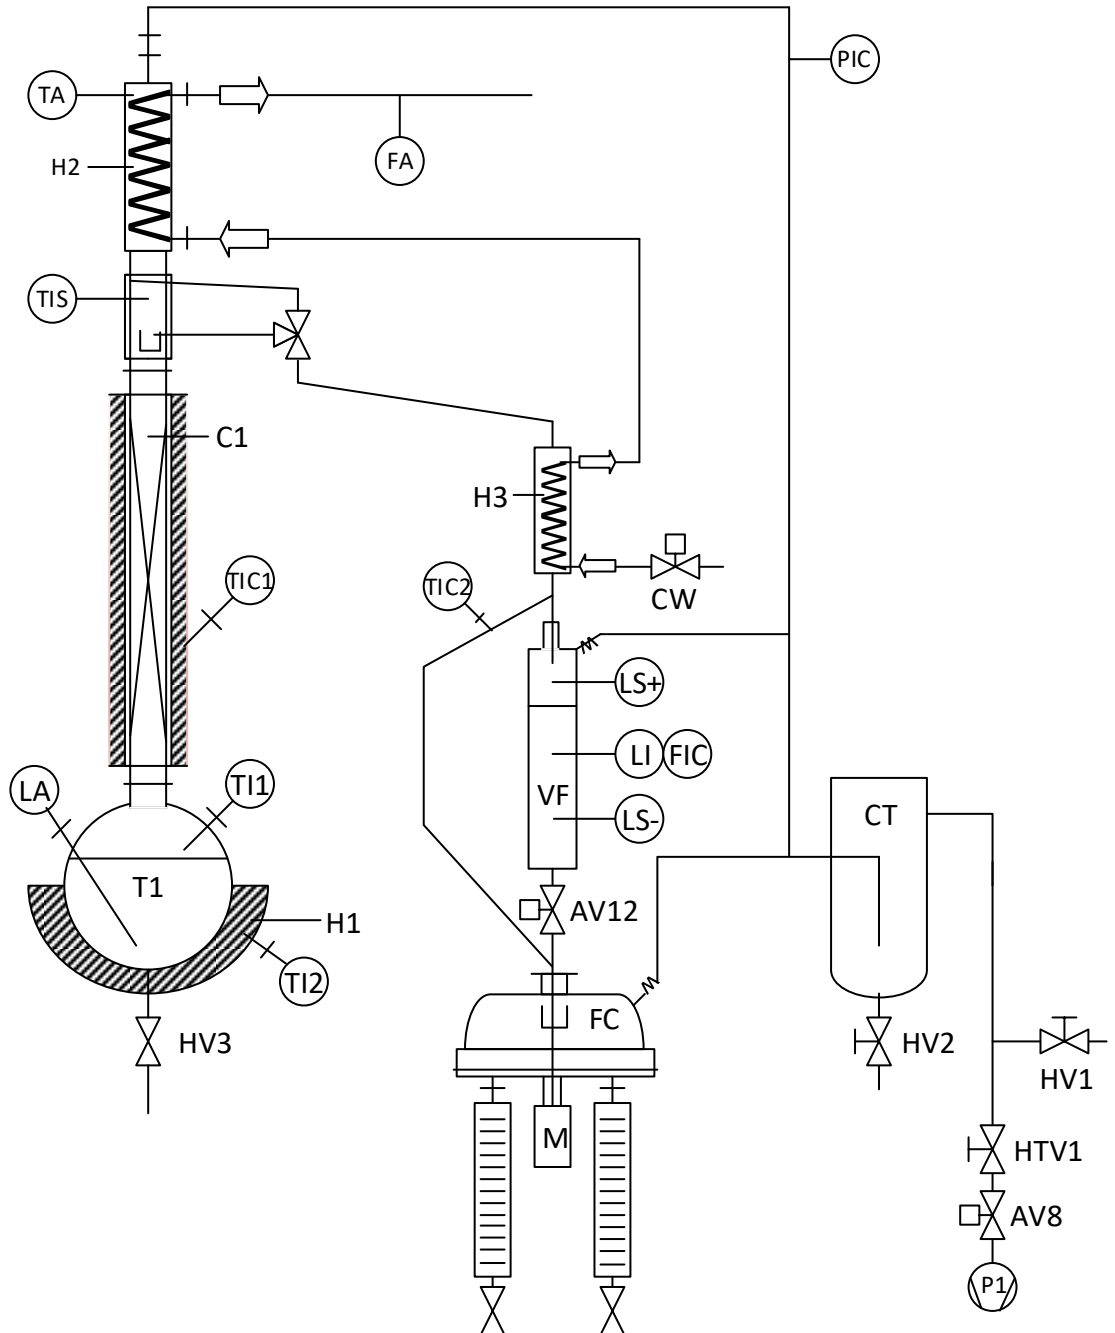 PIC
TA
FA
H2
TIS
C1
H3
TIC1
TIC2
CW
LS+
LI
FIC
VF
LS-
LA
TI1
CT
T1
AV12
H1
TI2
FC
HV3
HV2
HV1
M
HTV1
AV8
P1